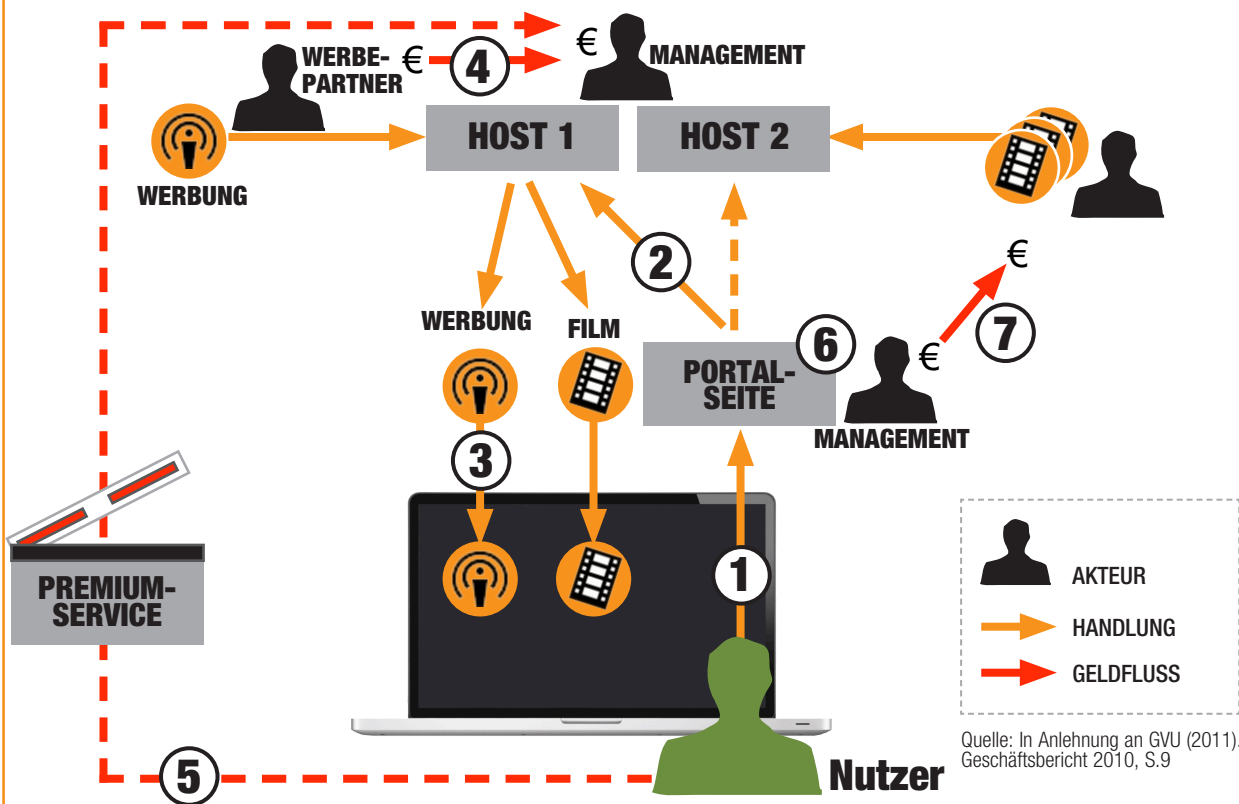 WERBE-
PARTNER
€
4
€
MANAGEMENT
HOST 1
HOST 2
WERBUNG
2
€
7
WERBUNG
FILM
6
€
PORTAL-
SEITE
MANAGEMENT
3
1
PREMIUM-
SERVICE
AKTEUR
HANDLUNG
GELDFLUSS
Quelle: In Anlehnung an GVU (2011).
Geschäftsbericht 2010, S.9
5
Nutzer